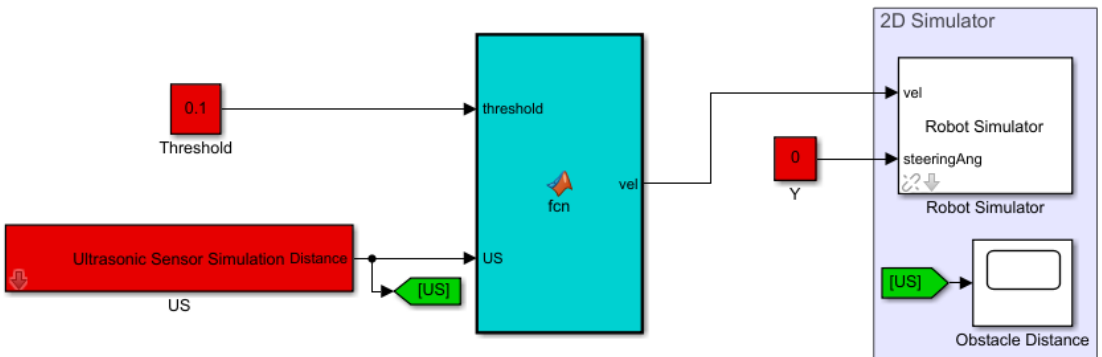 2D Simulator
0.1
Threshold
threshold
fcn
vel
US
Ultrasonic Sensor Simulation Distance
US
[US]
0
Y
vel
Robot Simulator
steeringAng
Robot Simulator
[US]
Obstacle Distance